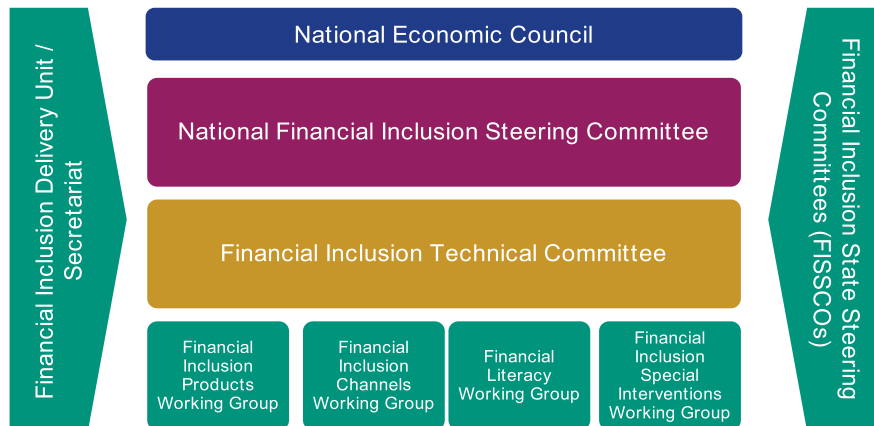 Financial Inclusion Delivery Unit /
Secretariat
National Economic Council
National Financial Inclusion Steering Committee
Financial Inclusion Technical Committee
Financial
Inclusion
Products
Working Group
Financial
Inclusion
Channels
Working Group
Financial
Literacy
Working Group
Financial
Inclusion
Special
Interventions
Working Group
Financial Inclusion State Steering
Committees (FISSCOs)